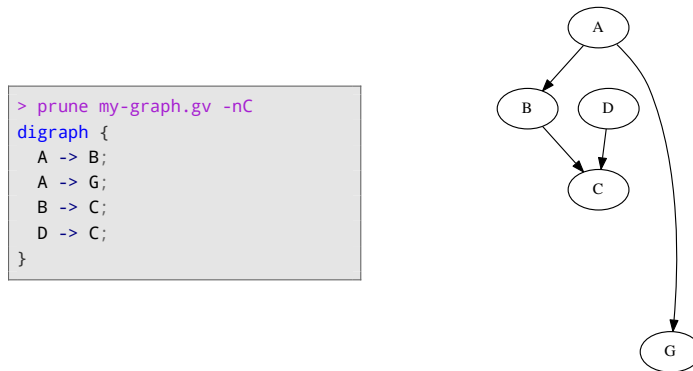 > prune my-graph.gv -nC
digraph {
  A -> B;
  A -> G;
  B -> C;
  D -> C;
}
A
B
D
C
G